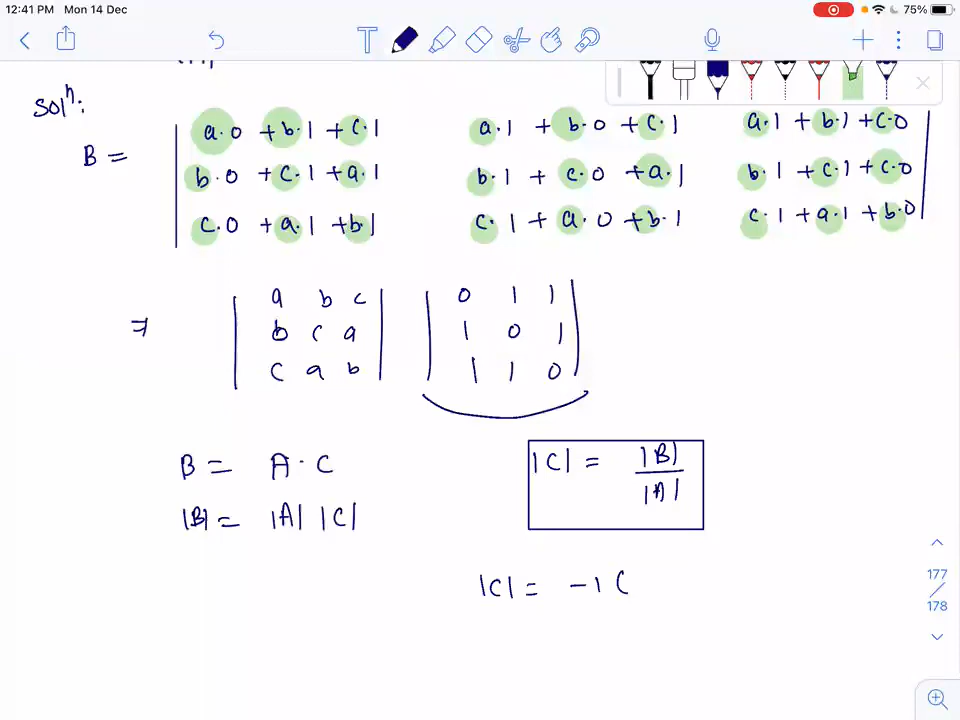 12:41 PM Mon 14 Dec 75%
T
Solⁿ:
B =
a.0 + b.1 + c.1 a.1 + b.0 + c.1 a.1 + b.1 + c.0
b.0 + c.1 + a.1 b.1 + c.0 + a.1 b.1 + c.1 + c.0
c.0 + a.1 + b.1 c.1 + a.0 + b.1 c.1 + a.1 + b.0
⇒
| a b c | | 0 1 1 |
| b c a | | 1 0 1 |
| c a b | | 1 1 0 |
B = A · C
|B| = |A| |C|
|C| = |B| / |A|
|C| = -1 (
177
/
178